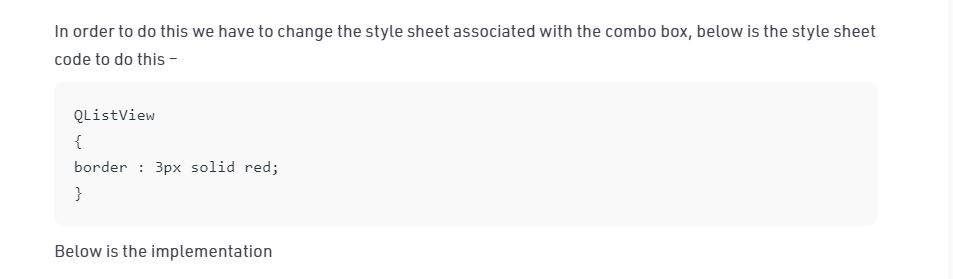 In order to do this we have to change the style sheet associated with the combo box, below is the style sheet
code to do this –
QListView
{
border : 3px solid red;
}
Below is the implementation